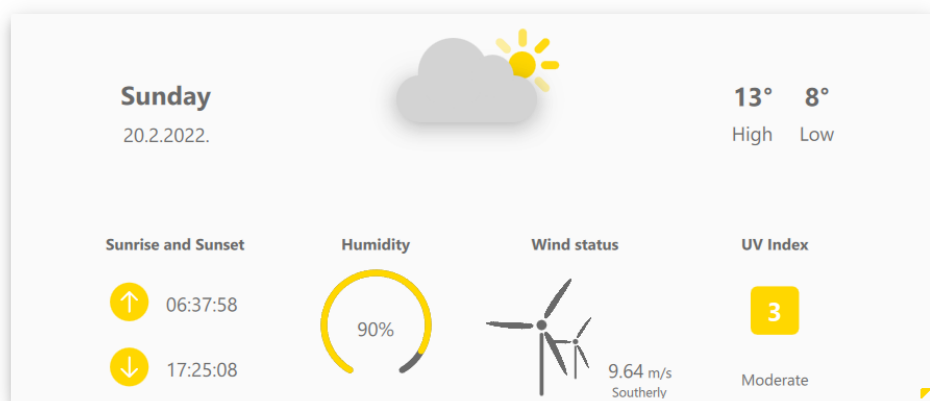 Sunday
20.2.2022.
13° 8°
High Low
Sunrise and Sunset
06:37:58
17:25:08
Humidity
90%
Wind status
9.64 m/s
Southerly
UV Index
3
Moderate